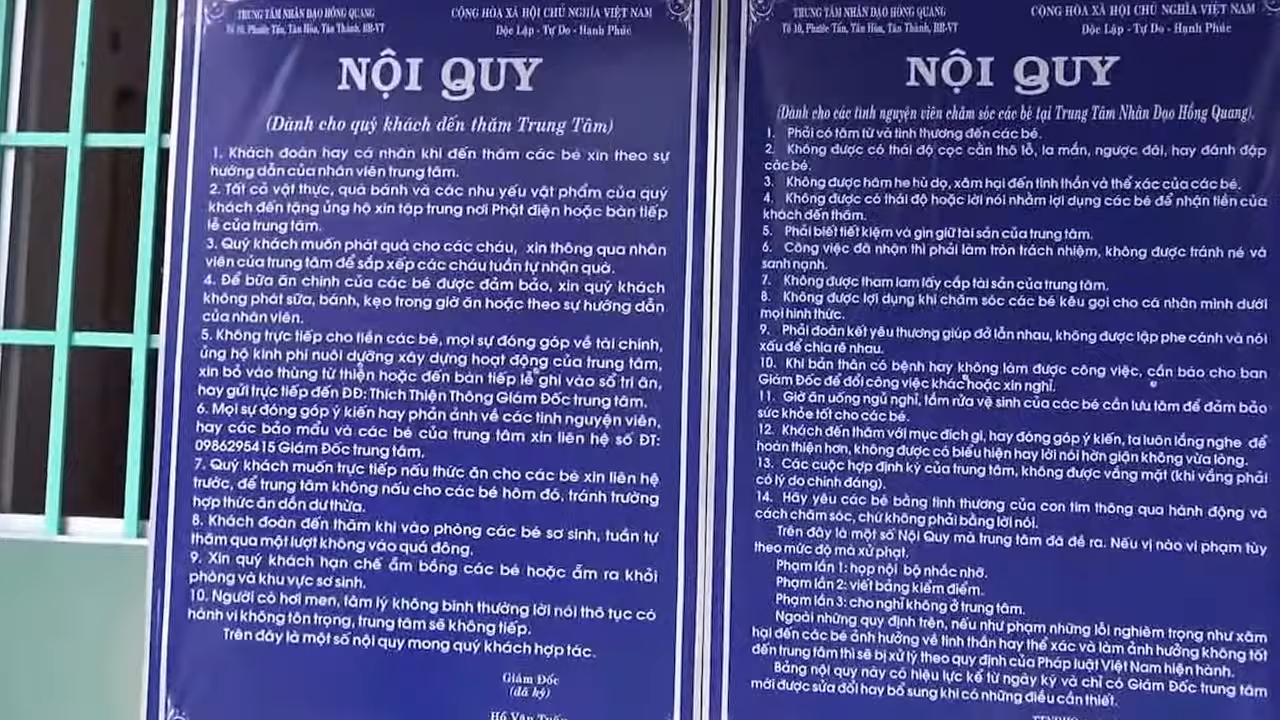 TRUNG TÂM NHÂN ĐẠO HỒNG QUANG
Tổ 10, Phước Tấn, Tân Hòa, Tân Thành, BR-VT
CỘNG HÒA XÃ HỘI CHỦ NGHĨA VIỆT NAM
Độc Lập - Tự Do - Hạnh Phúc
NỘI QUY
(Dành cho quý khách đến thăm Trung Tâm)
1. Khách đoàn hay cá nhân khi đến thăm các bé xin theo sự
hướng dẫn của nhân viên trung tâm.
2. Tất cả vật thực, quà bánh và các nhu yếu vật phẩm của quý
khách đến tặng ủng hộ xin tập trung nơi Phật điện hoặc bàn tiếp
lễ của trung tâm.
3. Quý khách muốn phát quà cho các cháu, xin thông qua nhân
viên của trung tâm để sắp xếp các cháu tuần tự nhận quà.
4. Để bữa ăn chính của các bé được đảm bảo, xin quý khách
không phát sữa, bánh, kẹo trong giờ ăn hoặc theo sự hướng dẫn
của nhân viên.
5. Không trực tiếp cho tiền các bé, mọi sự đóng góp về tài chính,
ủng hộ kinh phí nuôi dưỡng xây dựng hoạt động của trung tâm,
xin bỏ vào thùng từ thiện hoặc đến bàn tiếp lễ ghi vào sổ tri ân,
hay gửi trực tiếp đến ĐĐ: Thích Thiện Thông Giám Đốc trung tâm.
6. Mọi sự đóng góp ý kiến hay phản ảnh về các tình nguyện viên,
hay các bảo mẫu và các bé của trung tâm xin liên hệ số ĐT:
0986295415 Giám Đốc trung tâm.
7. Quý khách muốn trực tiếp nấu thức ăn cho các bé xin liên hệ
trước, để trung tâm không nấu cho các bé hôm đó, tránh trường
hợp thức ăn dồn dư thừa.
8. Khách đoàn đến thăm khi vào phòng các bé sơ sinh, tuần tự
thăm qua một lượt không vào quá đông.
9. Xin quý khách hạn chế ẩm bồng các bé hoặc ẩm ra khỏi
phòng và khu vực sơ sinh.
10. Người có hơi men, tâm lý không bình thường lời nói thô tục có
hành vi không tôn trọng, trung tâm sẽ không tiếp.
Trên đây là một số nội quy mong quý khách hợp tác.
Giám Đốc
(đã ký)
Hồ Văn
TRUNG TÂM NHÂN ĐẠO HỒNG QUANG
Tổ 10, Phước Tấn, Tân Hòa, Tân Thành, BR-VT
CỘNG HÒA XÃ HỘI CHỦ NGHĨA VIỆT NAM
Độc Lập - Tự Do - Hạnh Phúc
NỘI QUY
(Dành cho các tình nguyện viên chăm sóc các bé tại Trung Tâm Nhân Đạo Hồng Quang).
1. Phải có tâm từ và tình thương đến các bé.
2. Không được có thái độ cọc cằn thô lỗ, la mắn, ngược đãi, hay đánh đập
các bé.
3. Không được hăm he hù dọ, xâm hại đến tinh thần và thể xác của các bé.
4. Không được có thái độ hoặc lời nói nhằm lợi dụng các bé để nhận tiền của
khách đến thăm.
5. Phải biết tiết kiệm và gìn giữ tài sản của trung tâm.
6. Công việc đã nhận thì phải làm tròn trách nhiệm, không được tránh né và
sanh nạnh.
7. Không được tham lam lấy cắp tài sản của trung tâm.
8. Không được lợi dụng khi chăm sóc các bé kêu gọi cho cá nhân mình dưới
mọi hình thức.
9. Phải đoàn kết yêu thương giúp đở lẫn nhau, không được lập phe cánh và nói
xấu để chia rẽ nhau.
10. Khi bản thân có bệnh hay không làm được công việc, cần báo cho ban
Giám Đốc để đổi công việc khác hoặc xin nghỉ.
11. Giờ ăn uống ngủ nghỉ, tắm rửa vệ sinh của các bé cần lưu tâm để đảm bảo
sức khỏe tốt cho các bé.
12. Khách đến thăm với mục đích gì, hay đóng góp ý kiến, ta luôn lắng nghe để
hoàn thiện hơn, không được có biểu hiện hay lời nói hờn giận không vừa lòng.
13. Các cuộc họp định kỳ của trung tâm, không được vắng mặt (khi vắng phải
có lý do chính đáng).
14. Hãy yêu các bé bằng tình thương của con tim thông qua hành động và
cách chăm sóc, chứ không phải bằng lời nói.
Trên đây là một số Nội Quy mà trung tâm đã đề ra. Nếu vị nào vi phạm tùy
theo mức độ mà xử phạt.
Phạm lần 1: họp nội bộ nhắc nhở.
Phạm lần 2: viết bảng kiểm điểm.
Phạm lần 3: cho nghỉ không ở trung tâm.
Ngoài những quy định trên, nếu như phạm những lỗi nghiêm trọng như xâm
hại đến các bé ảnh hưởng về tinh thần hay thể xác và làm ảnh hưởng không tốt
đến trung tâm thì sẽ bị xử lý theo quy định của Pháp luật Việt Nam hiện hành.
Bảng nội quy này có hiệu lực kể từ ngày ký và chỉ có Giám Đốc trung tâm
mới được sửa đổi hay bổ sung khi có những điều cần thiết.